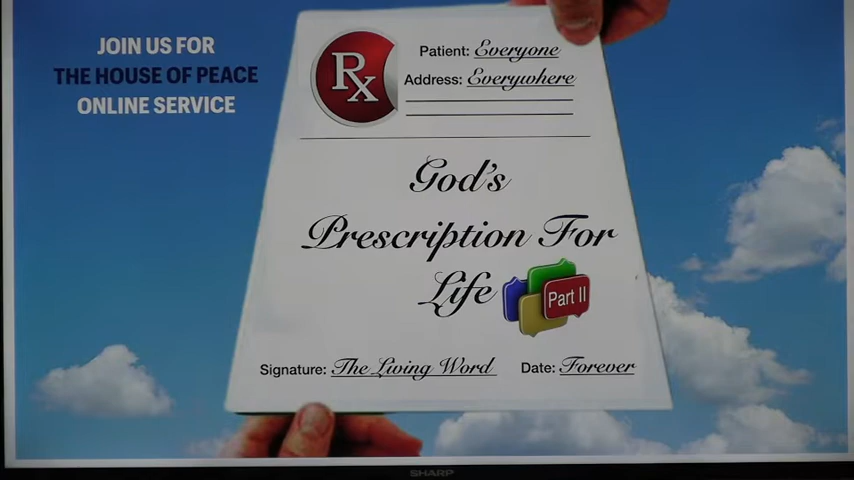 JOIN US FOR
THE HOUSE OF PEACE
ONLINE SERVICE
Rx
Patient: Everyone
Address: Everywhere
God's
Prescription For
Life
Part II
Signature: The Living Word Date: Forever
SHARP